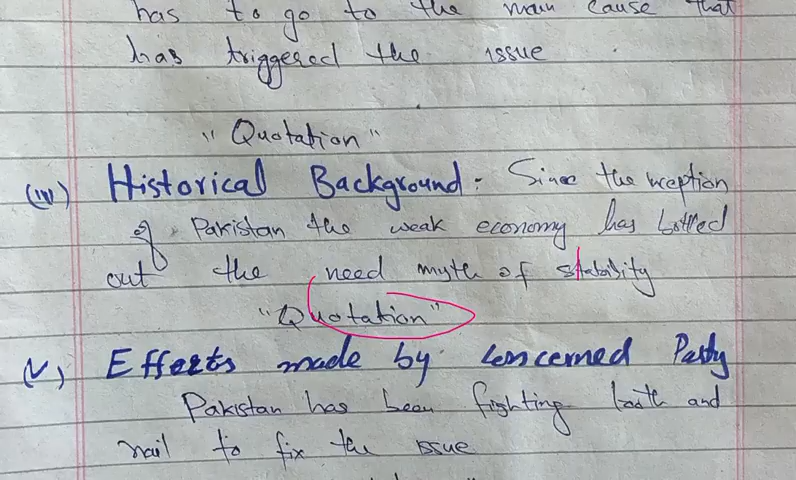 has to go to the main cause that
has triggered the issue
"Quotation"
(iv) Historical Background:- Since the inception
of Pakistan the weak economy has bottled
out the need myth of stability
"Quotation"
(v) Efforts made by concerned Party
Pakistan has been fighting tooth and
nail to fix the issue